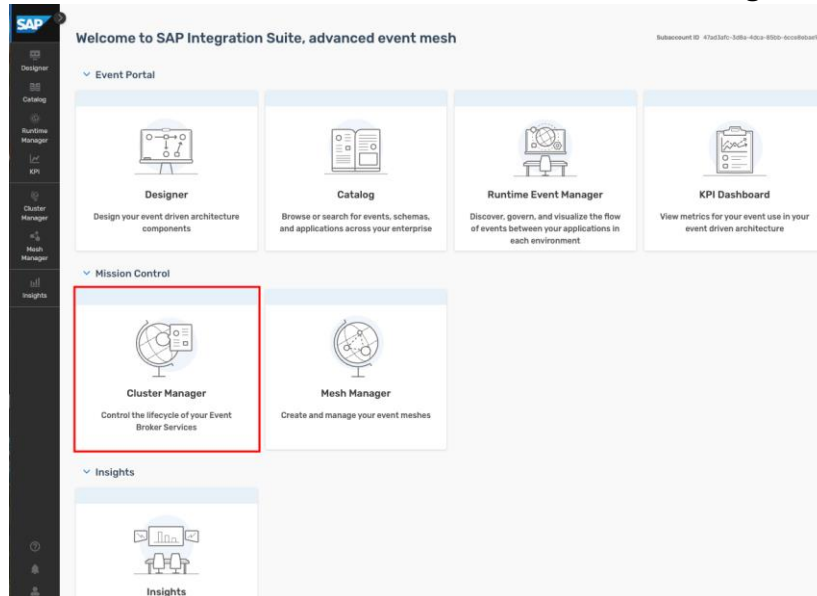 SAP
Welcome to SAP Integration Suite, advanced event mesh
Subaccount ID
Designer
Catalog
Runtime
Manager
KPI
Cluster
Manager
Mesh
Manager
Insights
Event Portal
Designer
Design your event driven architecture
components
Catalog
Browse or search for events, schemas,
and applications across your enterprise
Runtime Event Manager
Discover, govern, and visualize the flow
of events between your applications in
each environment
KPI Dashboard
View metrics for your event use in your
event driven architecture
Mission Control
Cluster Manager
Control the lifecycle of your Event
Broker Services
Mesh Manager
Create and manage your event meshes
Insights
Insights